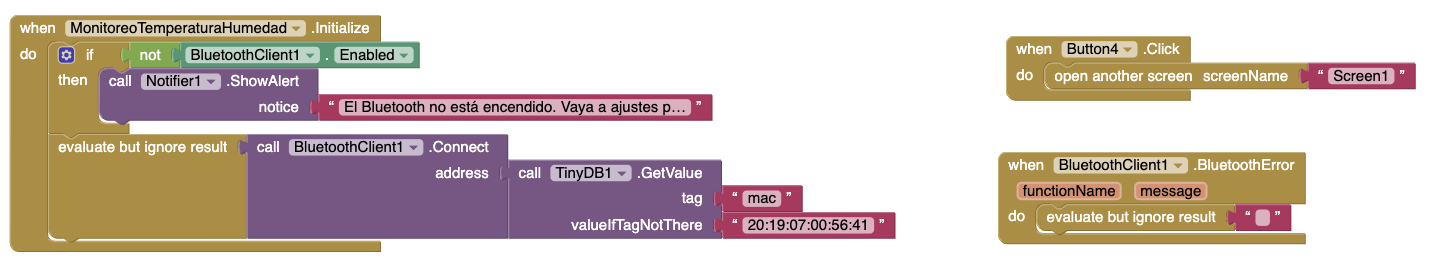 when MonitoreoTemperaturaHumedad .Initialize
do if not BluetoothClient1 . Enabled
then call Notifier1 .ShowAlert
notice " El Bluetooth no está encendido. Vaya a ajustes p… "
evaluate but ignore result call BluetoothClient1 .Connect
address call TinyDB1 .GetValue
tag " mac "
valueIfTagNotThere " 20:19:07:00:56:41 "
when Button4 .Click
do open another screen screenName " Screen1 "
when BluetoothClient1 .BluetoothError
functionName message
do evaluate but ignore result " "